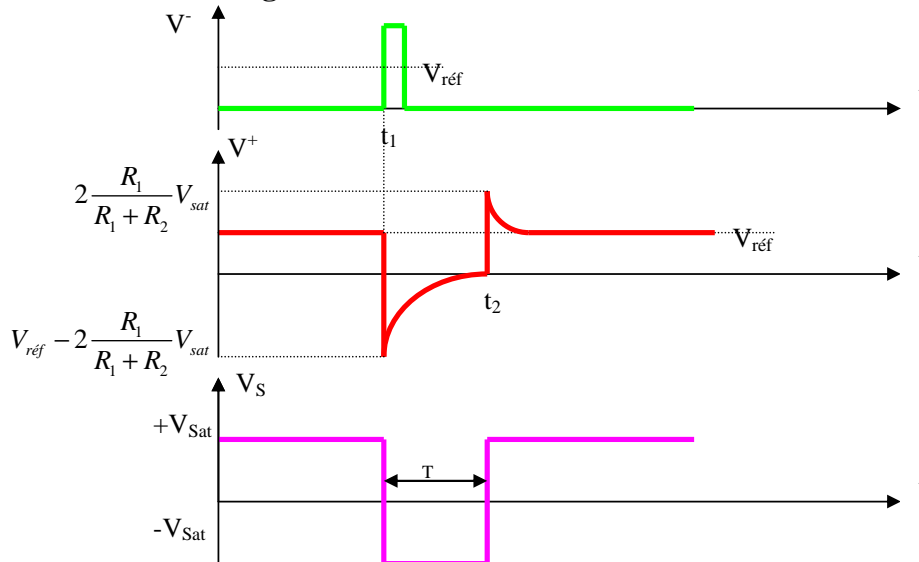 V⁻
V_réf
t₁
V⁺
2 R₁/(R₁ + R₂) V_sat
V_réf
t₂
V_réf − 2 R₁/(R₁ + R₂) V_sat
V_S
+V_Sat
T
-V_Sat